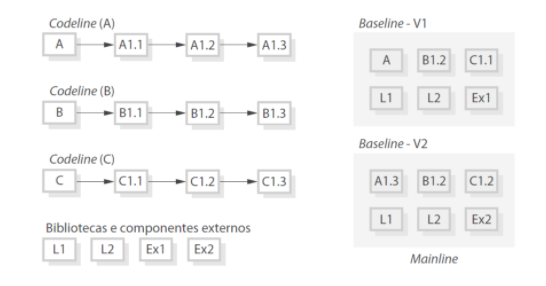 Codeline (A)
A A1.1 A1.2 A1.3
Codeline (B)
B B1.1 B1.2 B1.3
Codeline (C)
C C1.1 C1.2 C1.3
Bibliotecas e componentes externos
L1 L2 Ex1 Ex2
Baseline - V1
A B1.2 C1.1
L1 L2 Ex1
Baseline - V2
A1.3 B1.2 C1.2
L1 L2 Ex2
Mainline